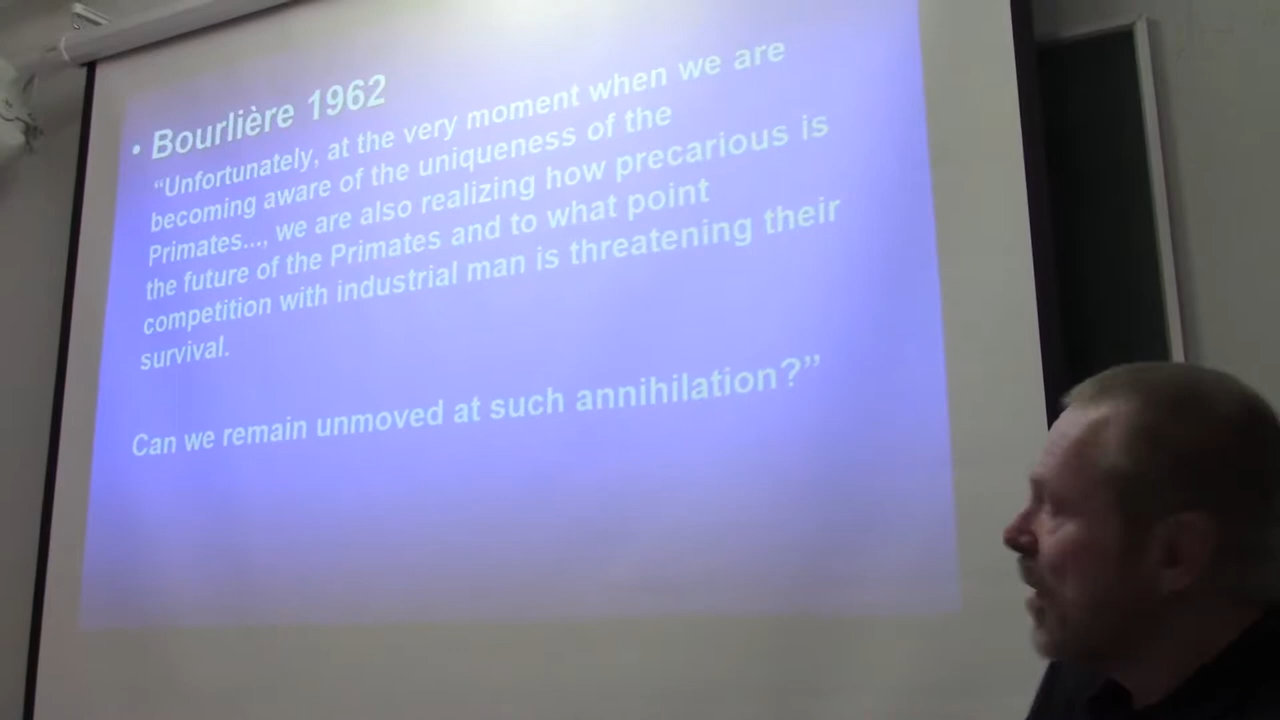 • Bourlière 1962
“Unfortunately, at the very moment when we are
becoming aware of the uniqueness of the
Primates..., we are also realizing how precarious is
the future of the Primates and to what point
competition with industrial man is threatening their
survival.
Can we remain unmoved at such annihilation?”